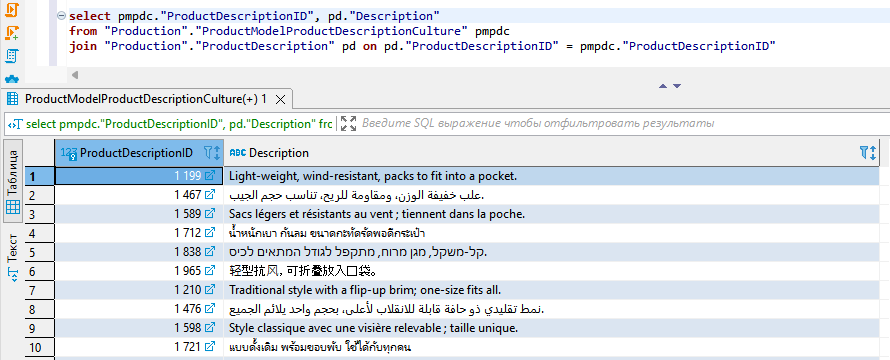 select pmpdc."ProductDescriptionID", pd."Description"
from "Production"."ProductModelProductDescriptionCulture" pmpdc
join "Production"."ProductDescription" pd on pd."ProductDescriptionID" = pmpdc."ProductDescriptionID"
ProductModelProductDescriptionCulture(+) 1
select pmpdc."ProductDescriptionID", pd."Description" frc
Введите SQL выражение чтобы отфильтровать результаты
Таблица
Текст
123 ProductDescriptionID ABC Description
1 1 199 Light-weight, wind-resistant, packs to fit into a pocket.
2 1 467 علب خفيفة الوزن، ومقاومة للريح، تناسب حجم الجيب.
3 1 589 Sacs légers et résistants au vent ; tiennent dans la poche.
4 1 712 น้ำหนักเบา กันลม ขนาดกะทัดรัดพอดีกระเป๋า
5 1 838 קל-משקל, מגן מרוח, מתקפל לגודל המתאים לכיס.
6 1 965 轻型抗风，可折叠放入口袋。
7 1 210 Traditional style with a flip-up brim; one-size fits all.
8 1 476 نمط تقليدي ذو حافة قابلة للانقلاب لأعلى، بحجم واحد يلائم الجميع.
9 1 598 Style classique avec une visière relevable ; taille unique.
10 1 721 แบบดั้งเดิม พร้อมขอบพับ ใช้ได้กับทุกคน